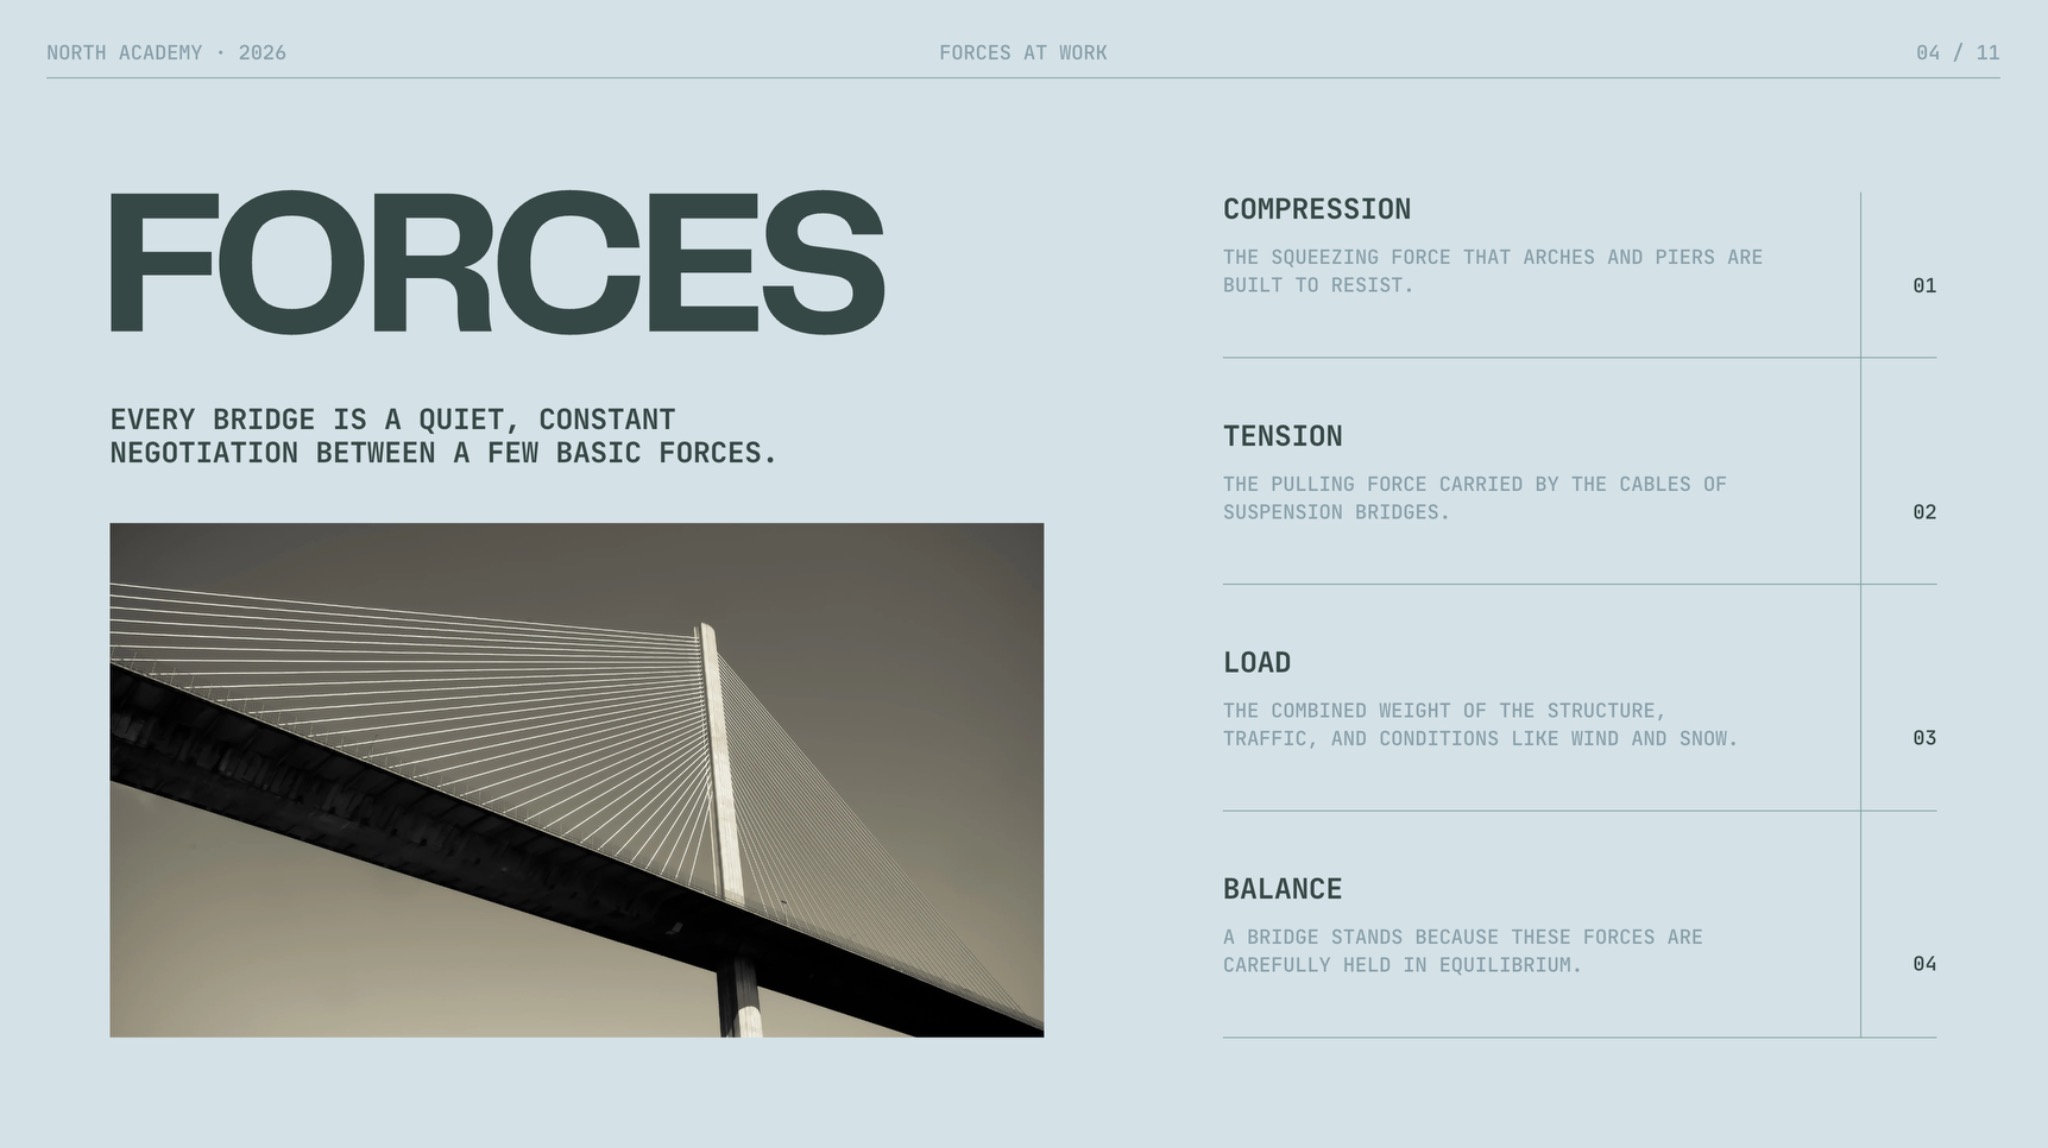 NORTH ACADEMY · 2026
FORCES AT WORK
04 / 11
FORCES
EVERY BRIDGE IS A QUIET, CONSTANT
NEGOTIATION BETWEEN A FEW BASIC FORCES.
COMPRESSION
THE SQUEEZING FORCE THAT ARCHES AND PIERS ARE
BUILT TO RESIST.
01
TENSION
THE PULLING FORCE CARRIED BY THE CABLES OF
SUSPENSION BRIDGES.
02
LOAD
THE COMBINED WEIGHT OF THE STRUCTURE,
TRAFFIC, AND CONDITIONS LIKE WIND AND SNOW.
03
BALANCE
A BRIDGE STANDS BECAUSE THESE FORCES ARE
CAREFULLY HELD IN EQUILIBRIUM.
04